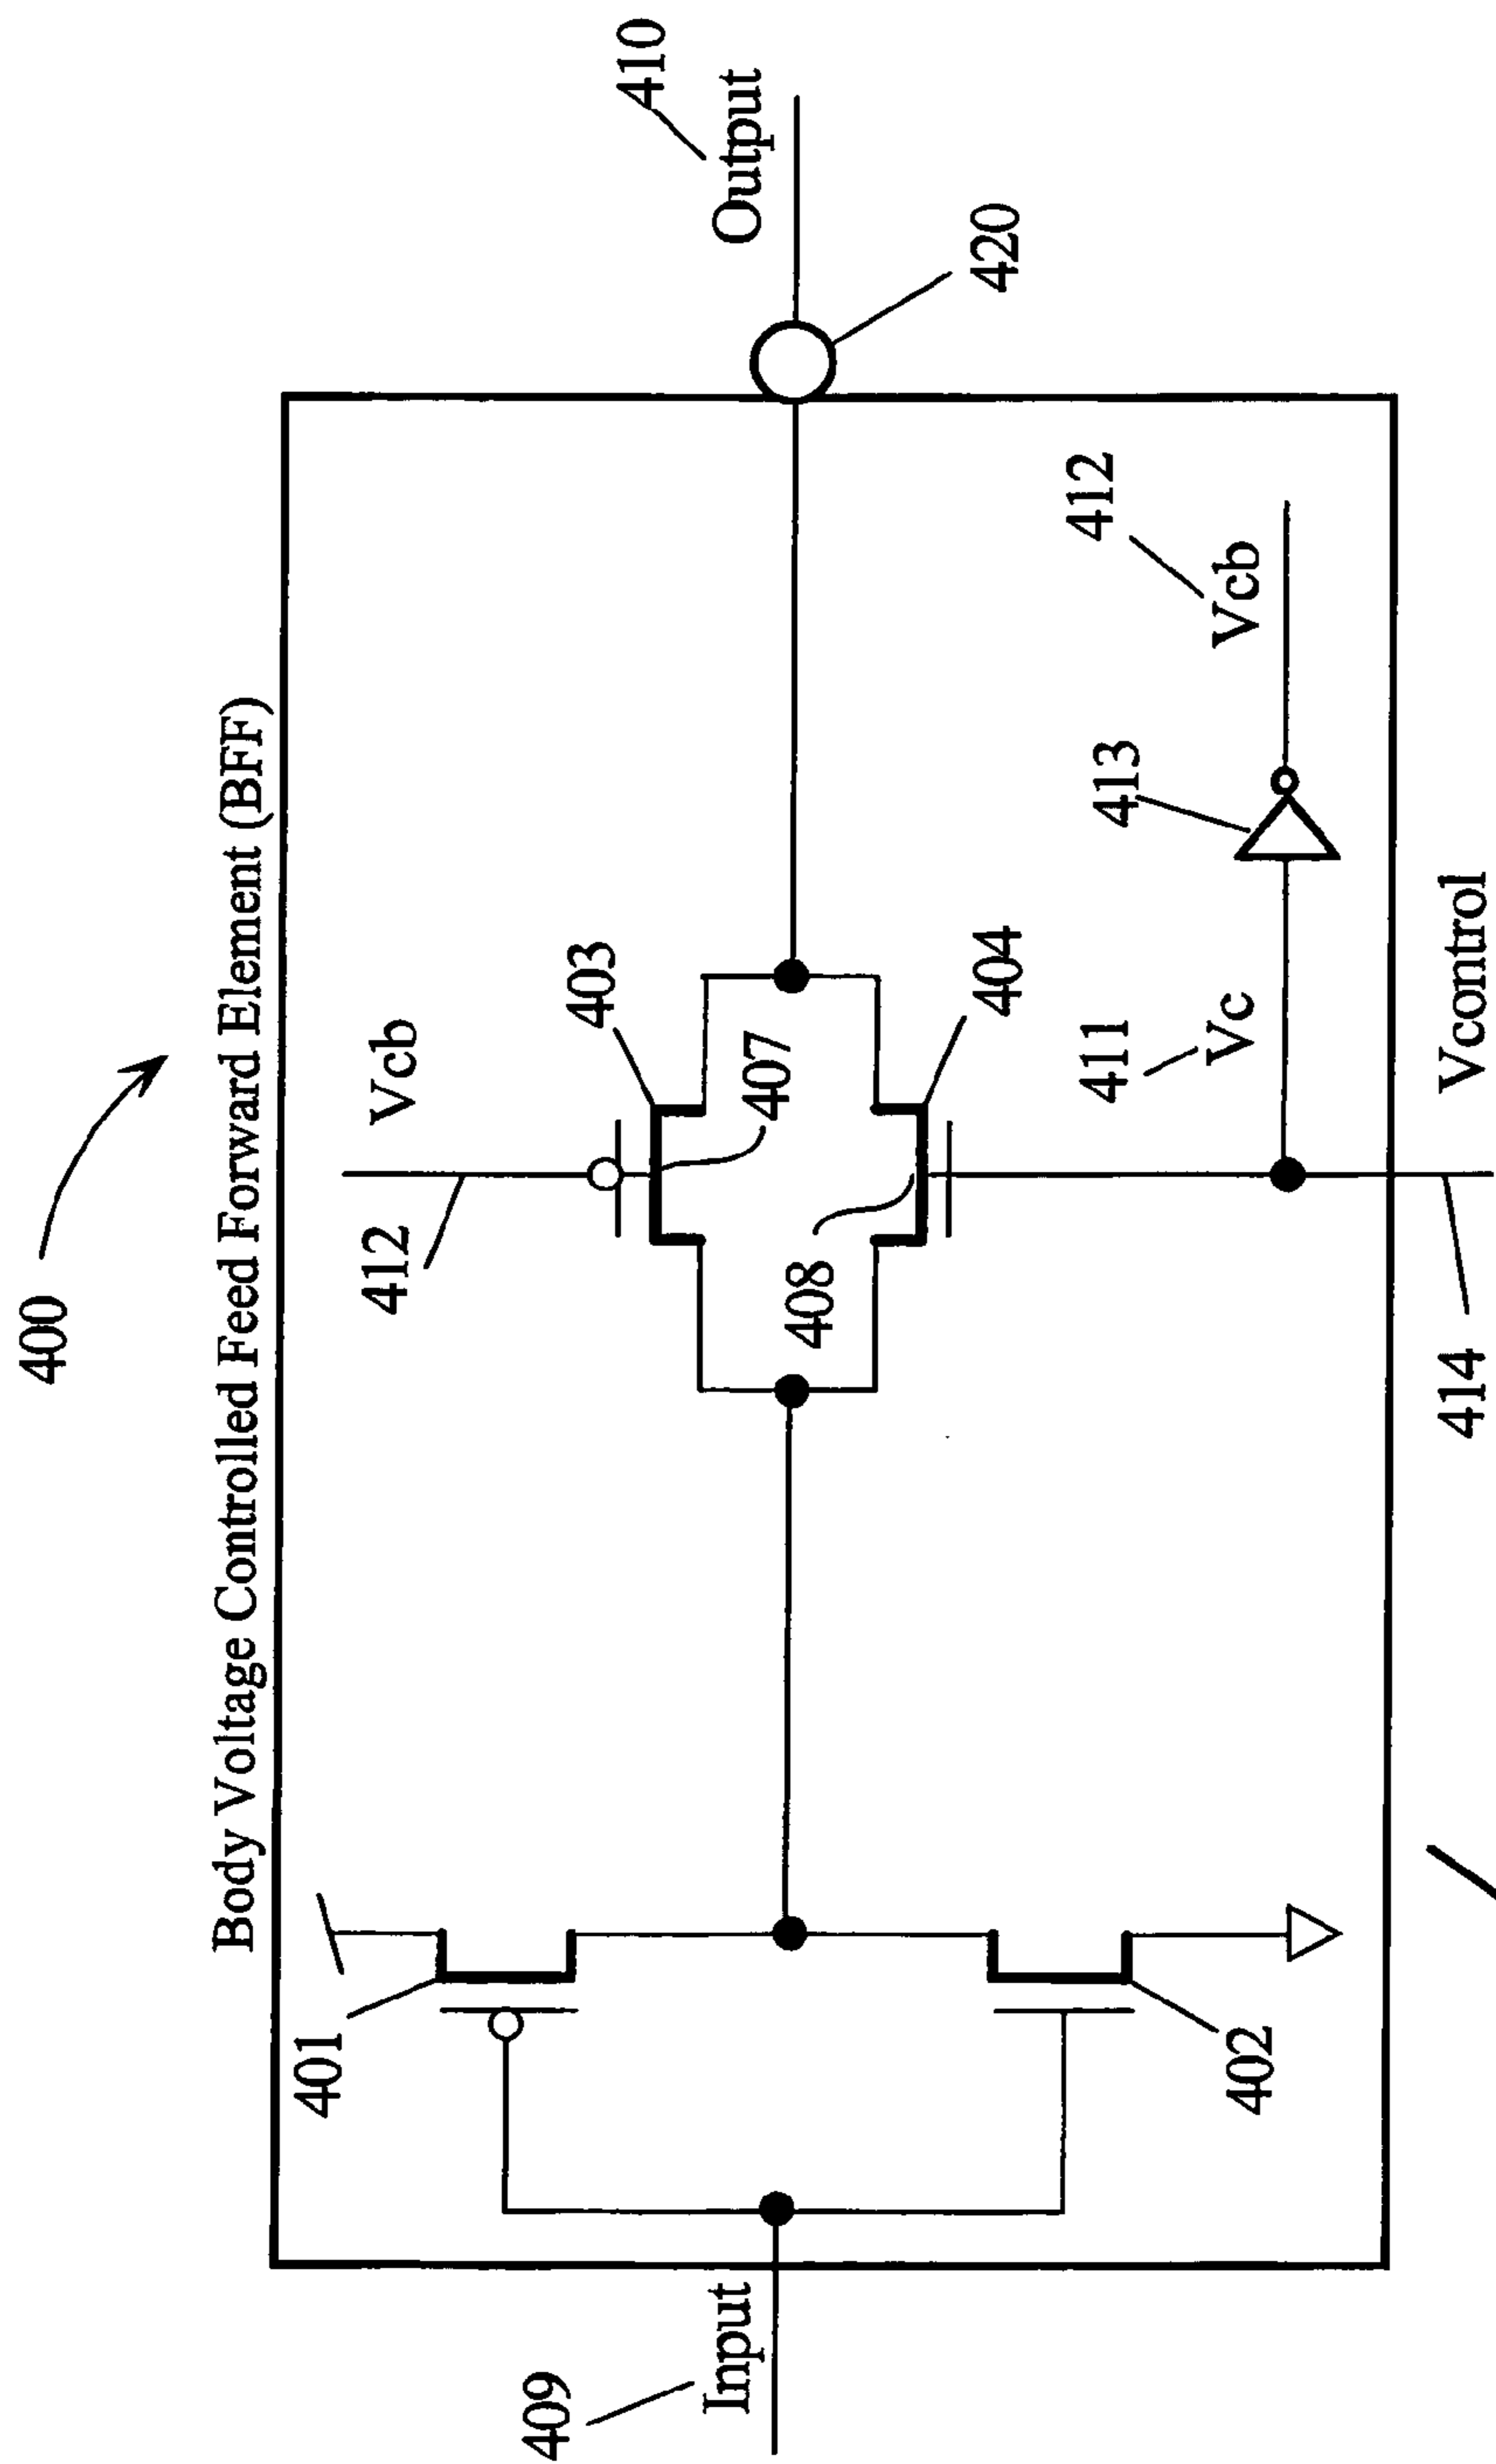 400
Body Voltage Controlled Feed Forward Element (BFF)
401
412
Vcb
403
407
409
Input
408
404
Output
410
420
402
411
Vc
413
Vcb
412
414
Vcontrol